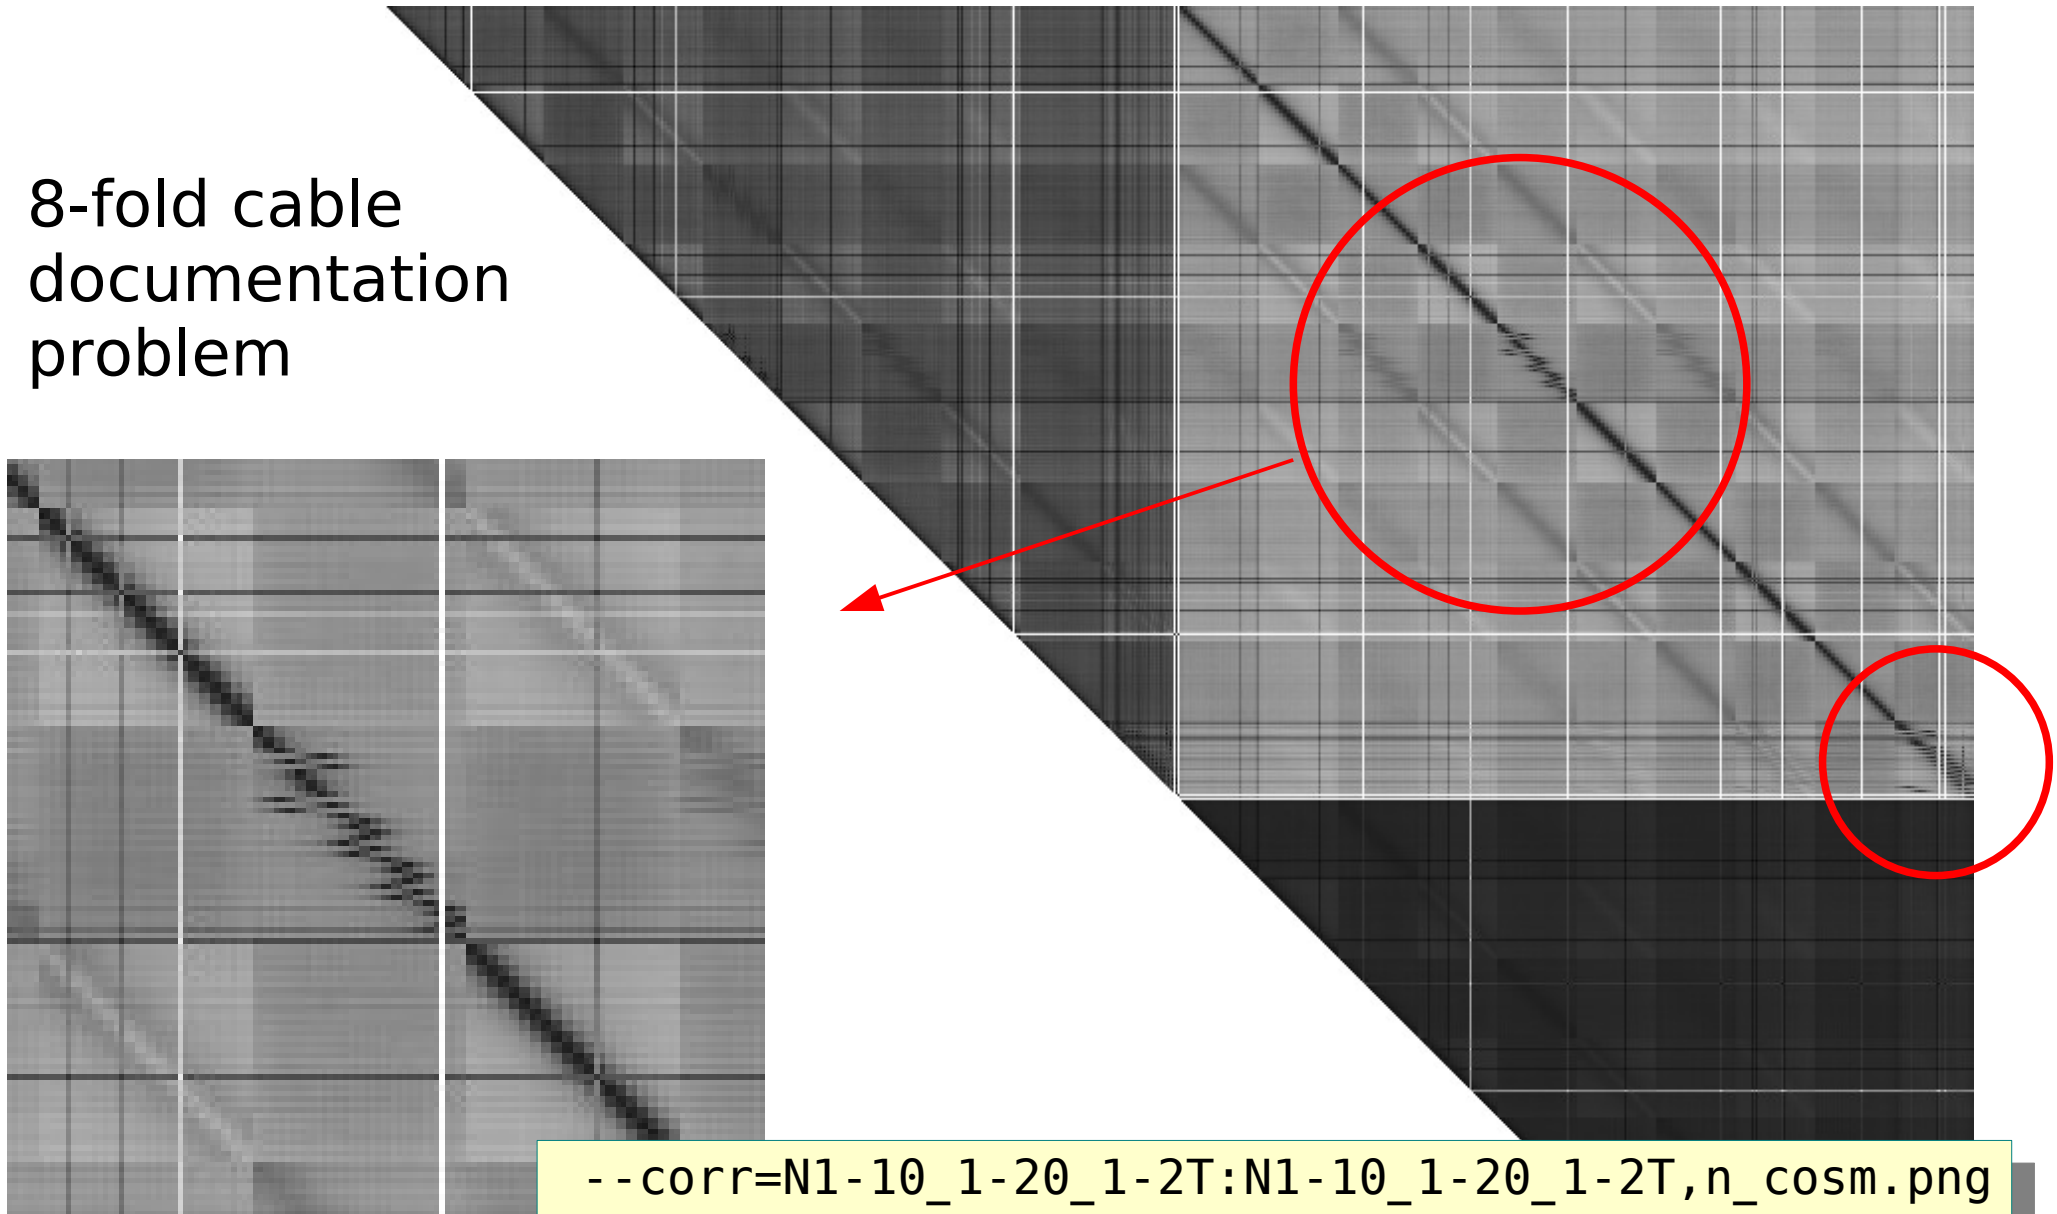 8-fold cable
documentation
problem
--corr=N1-10_1-20_1-2T:N1-10_1-20_1-2T,n_cosm.png